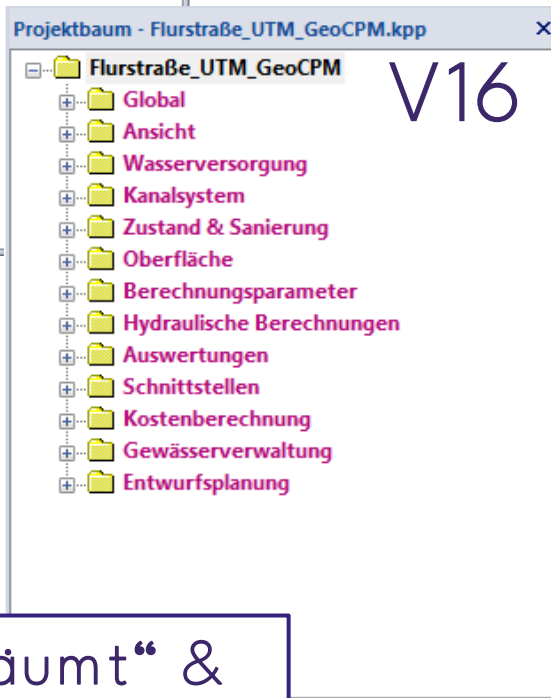 Projektbaum - Flurstraße_UTM_GeoCPM.kpp
Flurstraße_UTM_GeoCPM
V16
Global
Ansicht
Wasserversorgung
Kanalsystem
Zustand & Sanierung
Oberfläche
Berechnungsparameter
Hydraulische Berechnungen
Auswertungen
Schnittstellen
Kostenberechnung
Gewässerverwaltung
Entwurfsplanung
äumt“ &